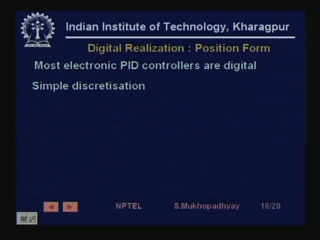 Indian Institute of Technology, Kharagpur
Digital Realization : Position Form
Most electronic PID controllers are digital
Simple discretisation
NPTEL S.Mukhopadhyay 16/20